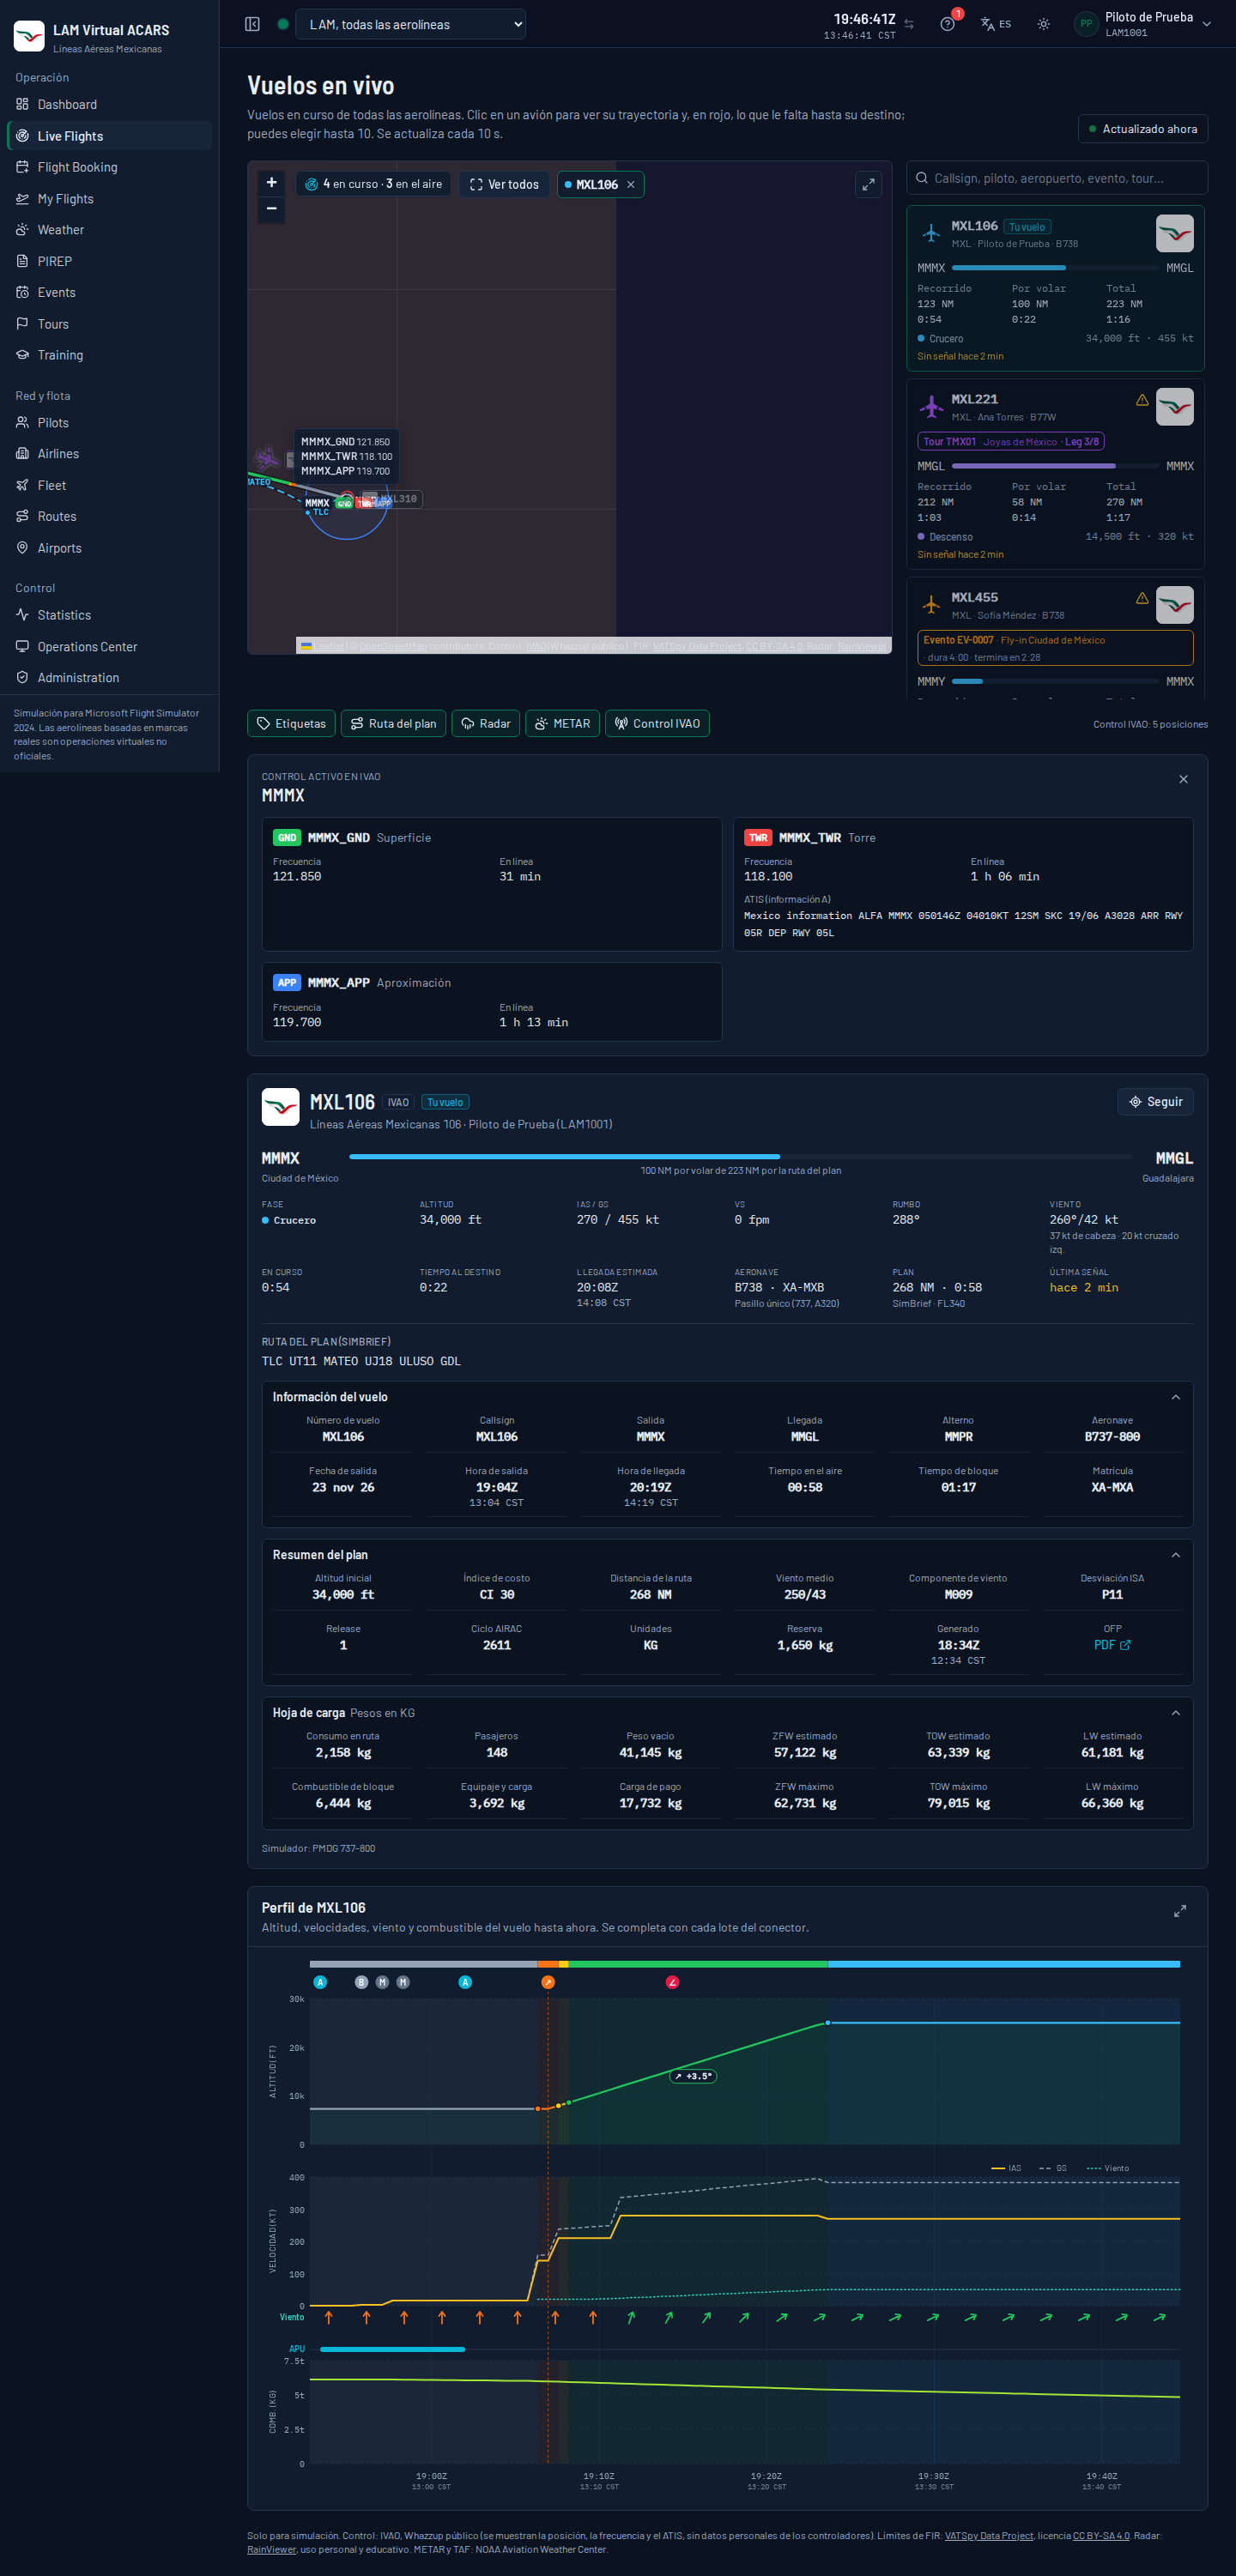 LAM Virtual ACARS
Líneas Aéreas Mexicanas
Operación
Dashboard
Live Flights
Flight Booking
My Flights
Weather
PIREP
Events
Tours
Training
Red y flota
Pilots
Airlines
Fleet
Routes
Airports
Control
Statistics
Operations Center
Administration
Simulación para Microsoft Flight Simulator
2024. Las aerolíneas basadas en marcas
reales son operaciones virtuales no
oficiales.
LAM, todas las aerolíneas
19:46:41Z
13:46:41 CST
1
ES
PP
Piloto de Prueba
LAM1001
Vuelos en vivo
Vuelos en curso de todas las aerolíneas. Clic en un avión para ver su trayectoria y, en rojo, lo que le falta hasta su destino;
puedes elegir hasta 10. Se actualiza cada 10 s.
Actualizado ahora
+
−
4 en curso · 3 en el aire
Ver todos
MXL106
MMMX_GND 121.850
MMMX_TWR 118.100
MMMX_APP 119.700
MMMX
TLC
Leaflet | © OpenStreetMap contributors, Control: IVAO (Whazzup público), FIR: VATSpy Data Project, CC BY-SA 4.0, Radar: RainViewer
Callsign, piloto, aeropuerto, evento, tour...
MXL106 Tu vuelo
MXL · Piloto de Prueba · B738
MMMX MMGL
Recorrido Por volar Total
123 NM 100 NM 223 NM
0:54 0:22 1:16
Crucero 34,000 ft · 455 kt
Sin señal hace 2 min
MXL221
MXL · Ana Torres · B77W
Tour TMX01 · Joyas de México · Leg 3/8
MMGL MMMX
Recorrido Por volar Total
212 NM 58 NM 270 NM
1:03 0:14 1:17
Descenso 14,500 ft · 320 kt
Sin señal hace 2 min
MXL455
MXL · Sofía Méndez · B738
Evento EV-0007 · Fly-in Ciudad de México
· dura 4:00 · termina en 2:28
MMMY MMMX
Etiquetas
Ruta del plan
Radar
METAR
Control IVAO
Control IVAO: 5 posiciones
CONTROL ACTIVO EN IVAO
MMMX
GND MMMX_GND Superficie
Frecuencia En línea
121.850 31 min
TWR MMMX_TWR Torre
Frecuencia En línea
118.100 1 h 06 min
ATIS (información A)
Mexico information ALFA MMMX 050146Z 04010KT 12SM SKC 19/06 A3028 ARR RWY
05R DEP RWY 05L
APP MMMX_APP Aproximación
Frecuencia En línea
119.700 1 h 13 min
MXL106 IVAO Tu vuelo
Líneas Aéreas Mexicanas 106 · Piloto de Prueba (LAM1001)
Seguir
MMMX MMGL
Ciudad de México 100 NM por volar de 223 NM por la ruta del plan Guadalajara
FASE ALTITUD IAS / GS VS RUMBO VIENTO
Crucero 34,000 ft 270 / 455 kt 0 fpm 288° 260°/42 kt
37 kt de cabeza · 20 kt cruzado
izq.
EN CURSO TIEMPO AL DESTINO LLEGADA ESTIMADA AERONAVE PLAN ÚLTIMA SEÑAL
0:54 0:22 20:08Z B738 · XA-MXB 268 NM · 0:58 hace 2 min
14:08 CST Pasillo único (737, A320) SimBrief · FL340
RUTA DEL PLAN (SIMBRIEF)
TLC UT11 MATEO UJ18 ULUSO GDL
Información del vuelo
Número de vuelo Callsign Salida Llegada Alterno Aeronave
MXL106 MXL106 MMMX MMGL MMPR B737-800
Fecha de salida Hora de salida Hora de llegada Tiempo en el aire Tiempo de bloque Matrícula
23 nov 26 19:04Z 20:19Z 00:58 01:17 XA-MXA
13:04 CST 14:19 CST
Resumen del plan
Altitud inicial Índice de costo Distancia de la ruta Viento medio Componente de viento Desviación ISA
34,000 ft CI 30 268 NM 250/43 M009 P11
Release Ciclo AIRAC Unidades Reserva Generado OFP
1 2611 KG 1,650 kg 18:34Z PDF
12:34 CST
Hoja de carga Pesos en KG
Consumo en ruta Pasajeros Peso vacío ZFW estimado TOW estimado LW estimado
2,158 kg 148 41,145 kg 57,122 kg 63,339 kg 61,181 kg
Combustible de bloque Equipaje y carga Carga de pago ZFW máximo TOW máximo LW máximo
6,444 kg 3,692 kg 17,732 kg 62,731 kg 79,015 kg 66,360 kg
Simulador: PMDG 737-800
Perfil de MXL106
Altitud, velocidades, viento y combustible del vuelo hasta ahora. Se completa con cada lote del conector.
A B M M A
30k
20k
10k
0
ALTITUD (FT)
↗ +3.5°
IAS GS Viento
400
300
200
100
0
VELOCIDAD (KT)
Viento
APU
7.5t
5t
2.5t
0
COMB. (KG)
19:00Z 19:10Z 19:20Z 19:30Z 19:40Z
13:00 CST 13:10 CST 13:20 CST 13:30 CST 13:40 CST
Solo para simulación. Control: IVAO, Whazzup público (se muestran la posición, la frecuencia y el ATIS, sin datos personales de los controladores). Límites de FIR: VATSpy Data Project, licencia CC BY-SA 4.0. Radar:
RainViewer, uso personal y educativo. METAR y TAF: NOAA Aviation Weather Center.